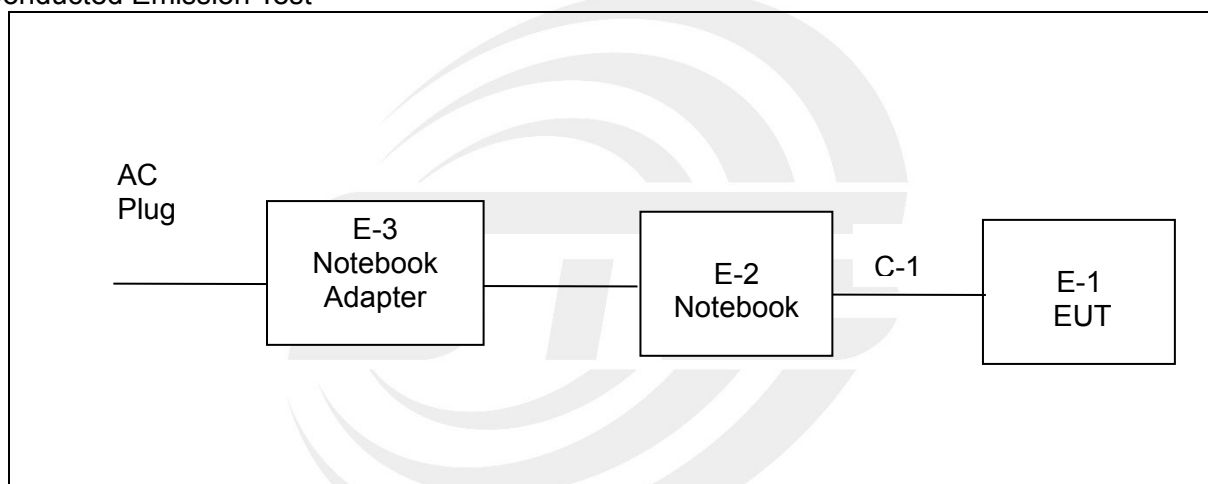 onducted Emission Test
AC
Plug
E-3
Notebook
Adapter
E-2
Notebook
C-1
E-1
EUT